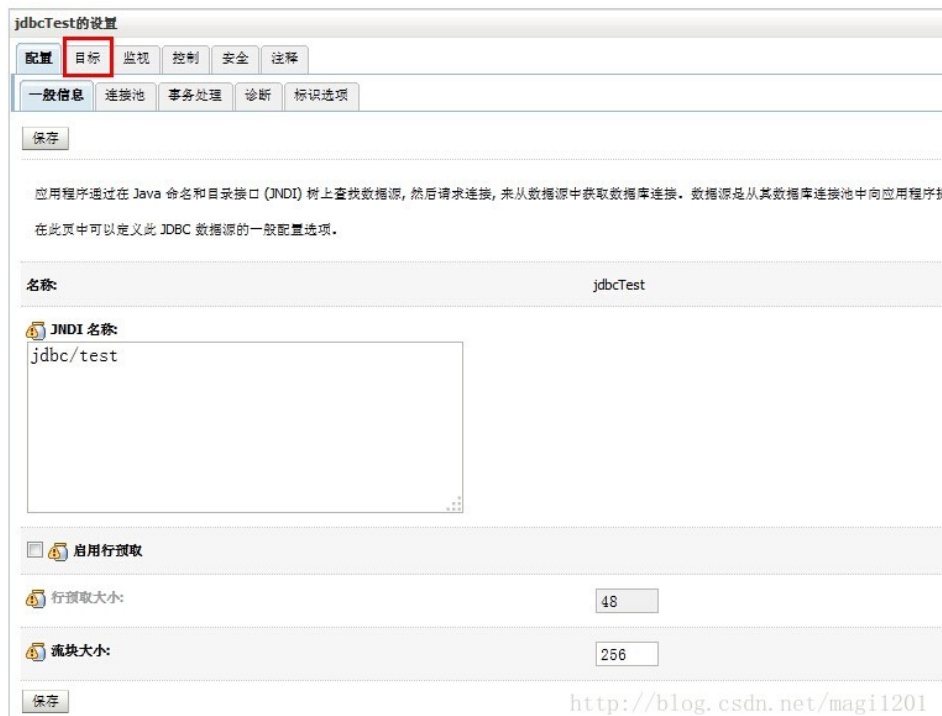 jdbcTest的设置
配置 目标 监视 控制 安全 注释
一般信息 连接池 事务处理 诊断 标识选项
保存
应用程序通过在 Java 命名和目录接口 (JNDI) 树上查找数据源, 然后请求连接, 来从数据源中获取数据库连接。数据源是从其数据库连接池中向应用程序
在此页中可以定义此 JDBC 数据源的一般配置选项。
名称: jdbcTest
JNDI 名称:
jdbc/test
启用行预取
行预取大小: 48
流块大小: 256
保存
http://blog.csdn.net/magi1201